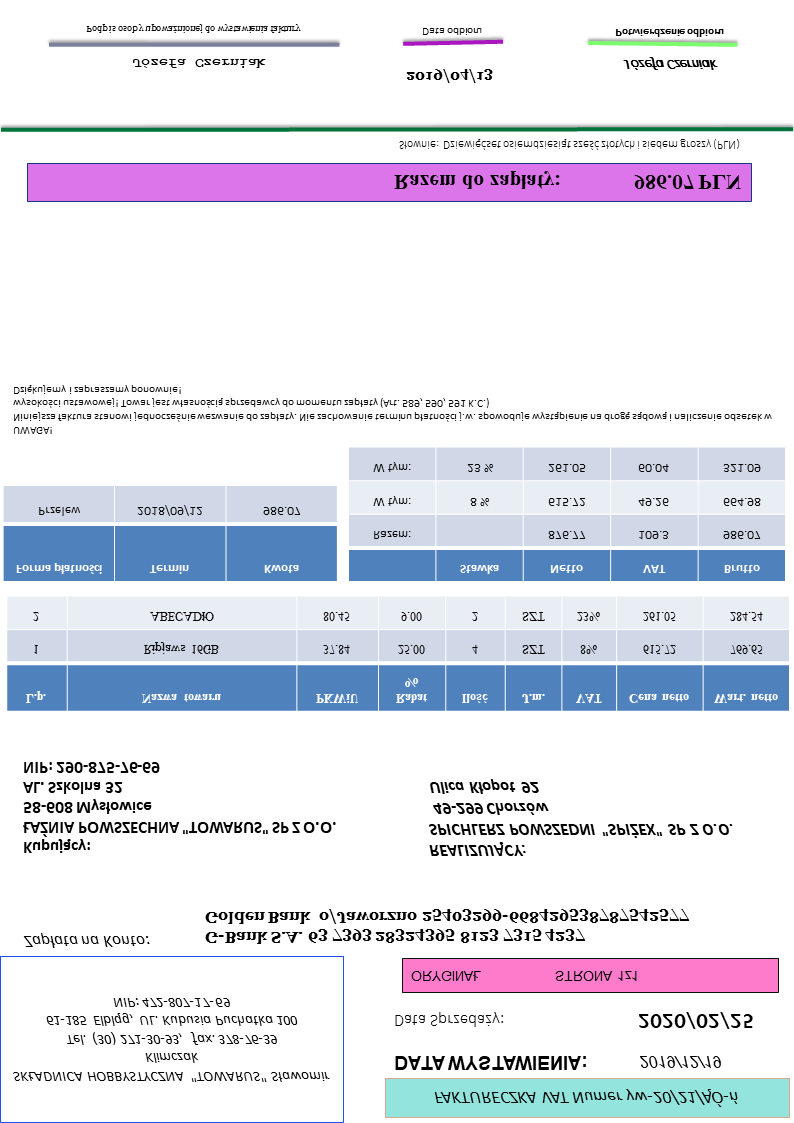 FAKTURECZKA VAT Numer yw-20/21/ĄÓ-ń
DATA WYSTAWIENIA: 2019/12/19
Data Sprzedaży: 2020/02/25
ORYGINAŁ STRONA 1z1
SKŁADNICA HOBBYSTYCZNA "TOWARUS" Sławomir
Klimczak
Tel. (30) 271-30-93, fax. 378-76-39
61-185 Elbląg, UL. Kubusia Puchatka 100
NIP: 472-807-17-69
Zapłata na Konto:
G-Bank S.A. 63 7393 28324395 8123 7315 4237
Golden Bank o/Jaworzno 25403299-668429538787542577
Kupujący:
ŁAŹNIA POWSZECHNA "TOWARUS" SP Z O.O.
58-608 Mysłowice
AL. Szkolna 32
NIP: 290-875-76-69
REALIZUJĄCY:
SPICHLERZ POWSZEDNI "SPIŻEX" SP Z O.O.
49-299 Chorzów
Ulica Kłopot 92
L.p. Nazwa towaru PKWiU Rabat % Ilość J.m. VAT Cena netto Wart. netto
1 Ripjaws 16GB 37.84 25.00 4 SZT 8% 615.72 769.65
2 ABECADŁO 80.45 9.00 2 SZT 23% 261.05 284.54
Forma płatności Termin Kwota
Przelew 2018/09/12 986.07
Stawka Netto VAT Brutto
Razem: 876.77 109.3 986.07
W tym: 8 % 615.72 49.26 664.98
W tym: 23 % 261.05 60.04 321.09
UWAGA!
Niniejsza faktura stanowi jednocześnie wezwanie do zapłaty. Nie zachowanie terminu płatności j.w. spowoduje wystąpienie na drogę sądową i naliczenie odsetek w
wysokości ustawowej! Towar jest własnością sprzedawcy do momentu zapłaty (Art. 589, 590, 591 K.C.)
Dziękujemy i zapraszamy ponownie!
Razem do zapłaty: 986.07 PLN
Słownie: Dziewięćset osiemdziesiąt sześć złotych i siedem groszy (PLN)
Józefa Czerniak 2019/04/13 Józefa Czerniak
Podpis osoby upoważnionej do wystawienia faktury Data odbioru Potwierdzenie odbioru